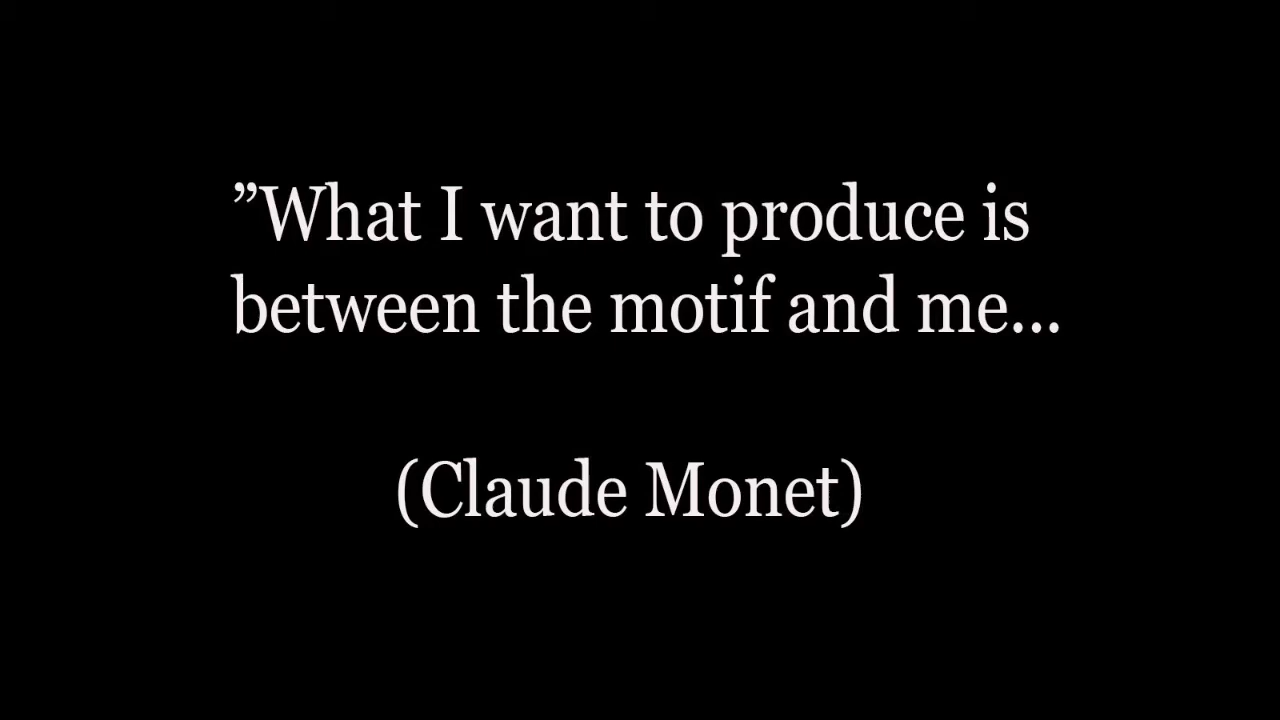 ”What I want to produce is
between the motif and me...
(Claude Monet)